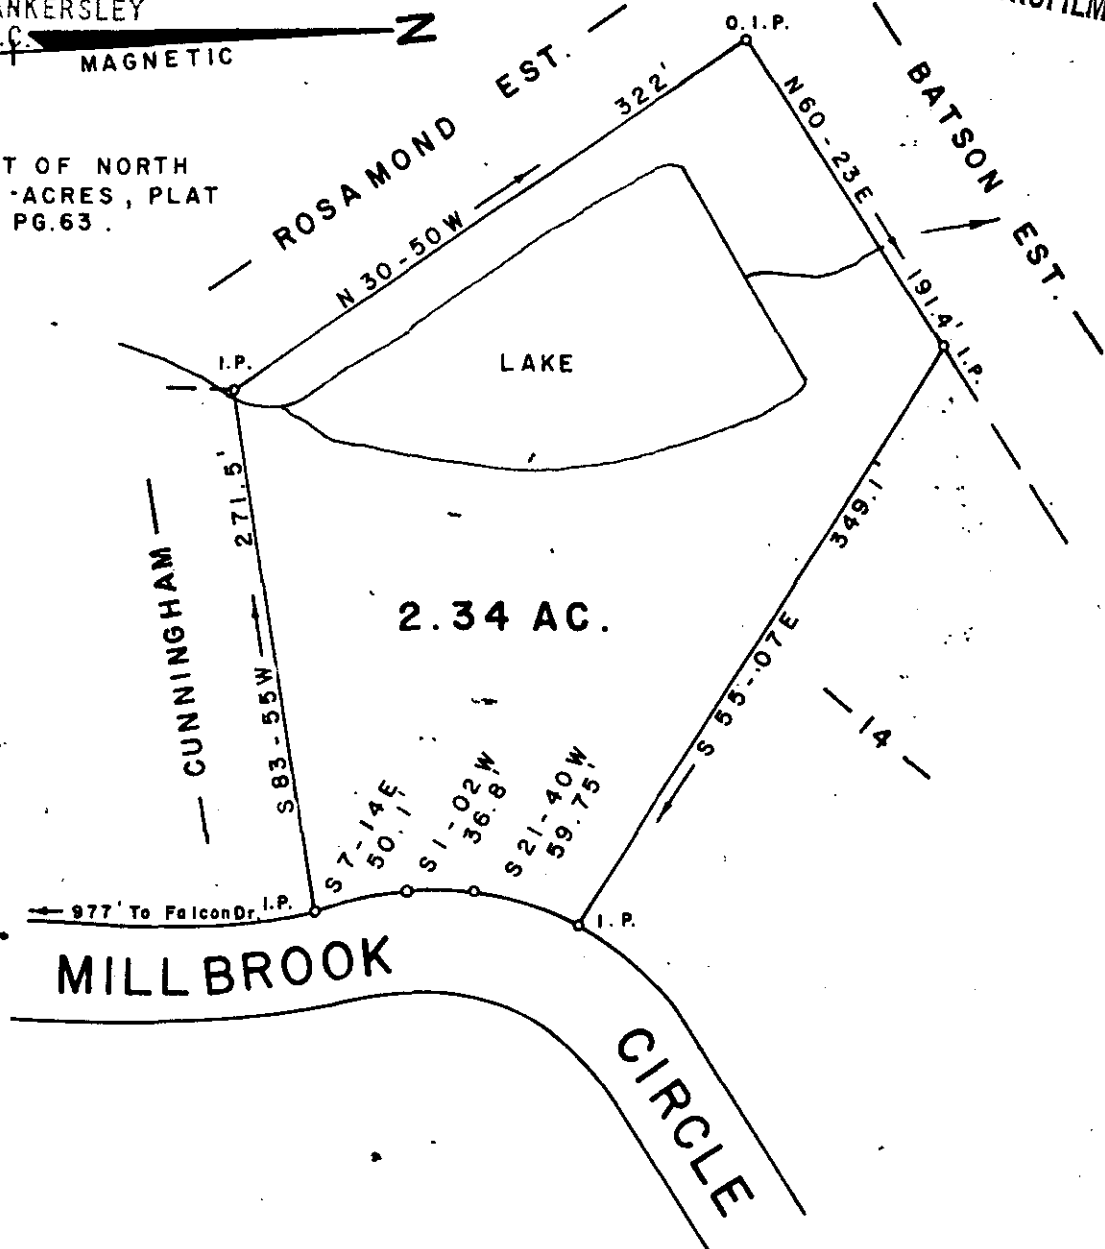 ANKERSLEY
N
MAGNETIC
T OF NORTH
-ACRES, PLAT
PG.63.
ROSAMOND EST.
BATSON EST.
O.I.P.
322'
N 30-50W
N60-23E
191.4'
I.P.
I.P.
LAKE
271.5'
S83-55W
CUNNINGHAM
349.1'
S 55-07E
2.34 AC.
14
S 7-14E
50.1'
S 1-02W
36.8'
S 21-40W
59.75'
977' To Falcon Dr.
I.P.
I.P.
MILLBROOK
CIRCLE